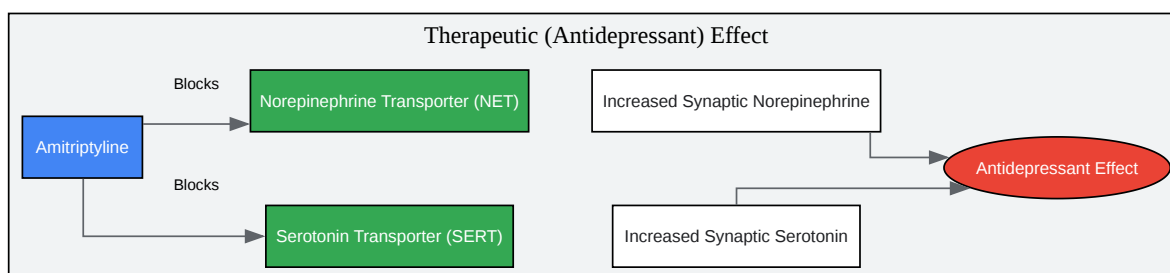 Therapeutic (Antidepressant) Effect
Blocks
Norepinephrine Transporter (NET)
Increased Synaptic Norepinephrine
Amitriptyline
Antidepressant Effect
Blocks
Serotonin Transporter (SERT)
Increased Synaptic Serotonin